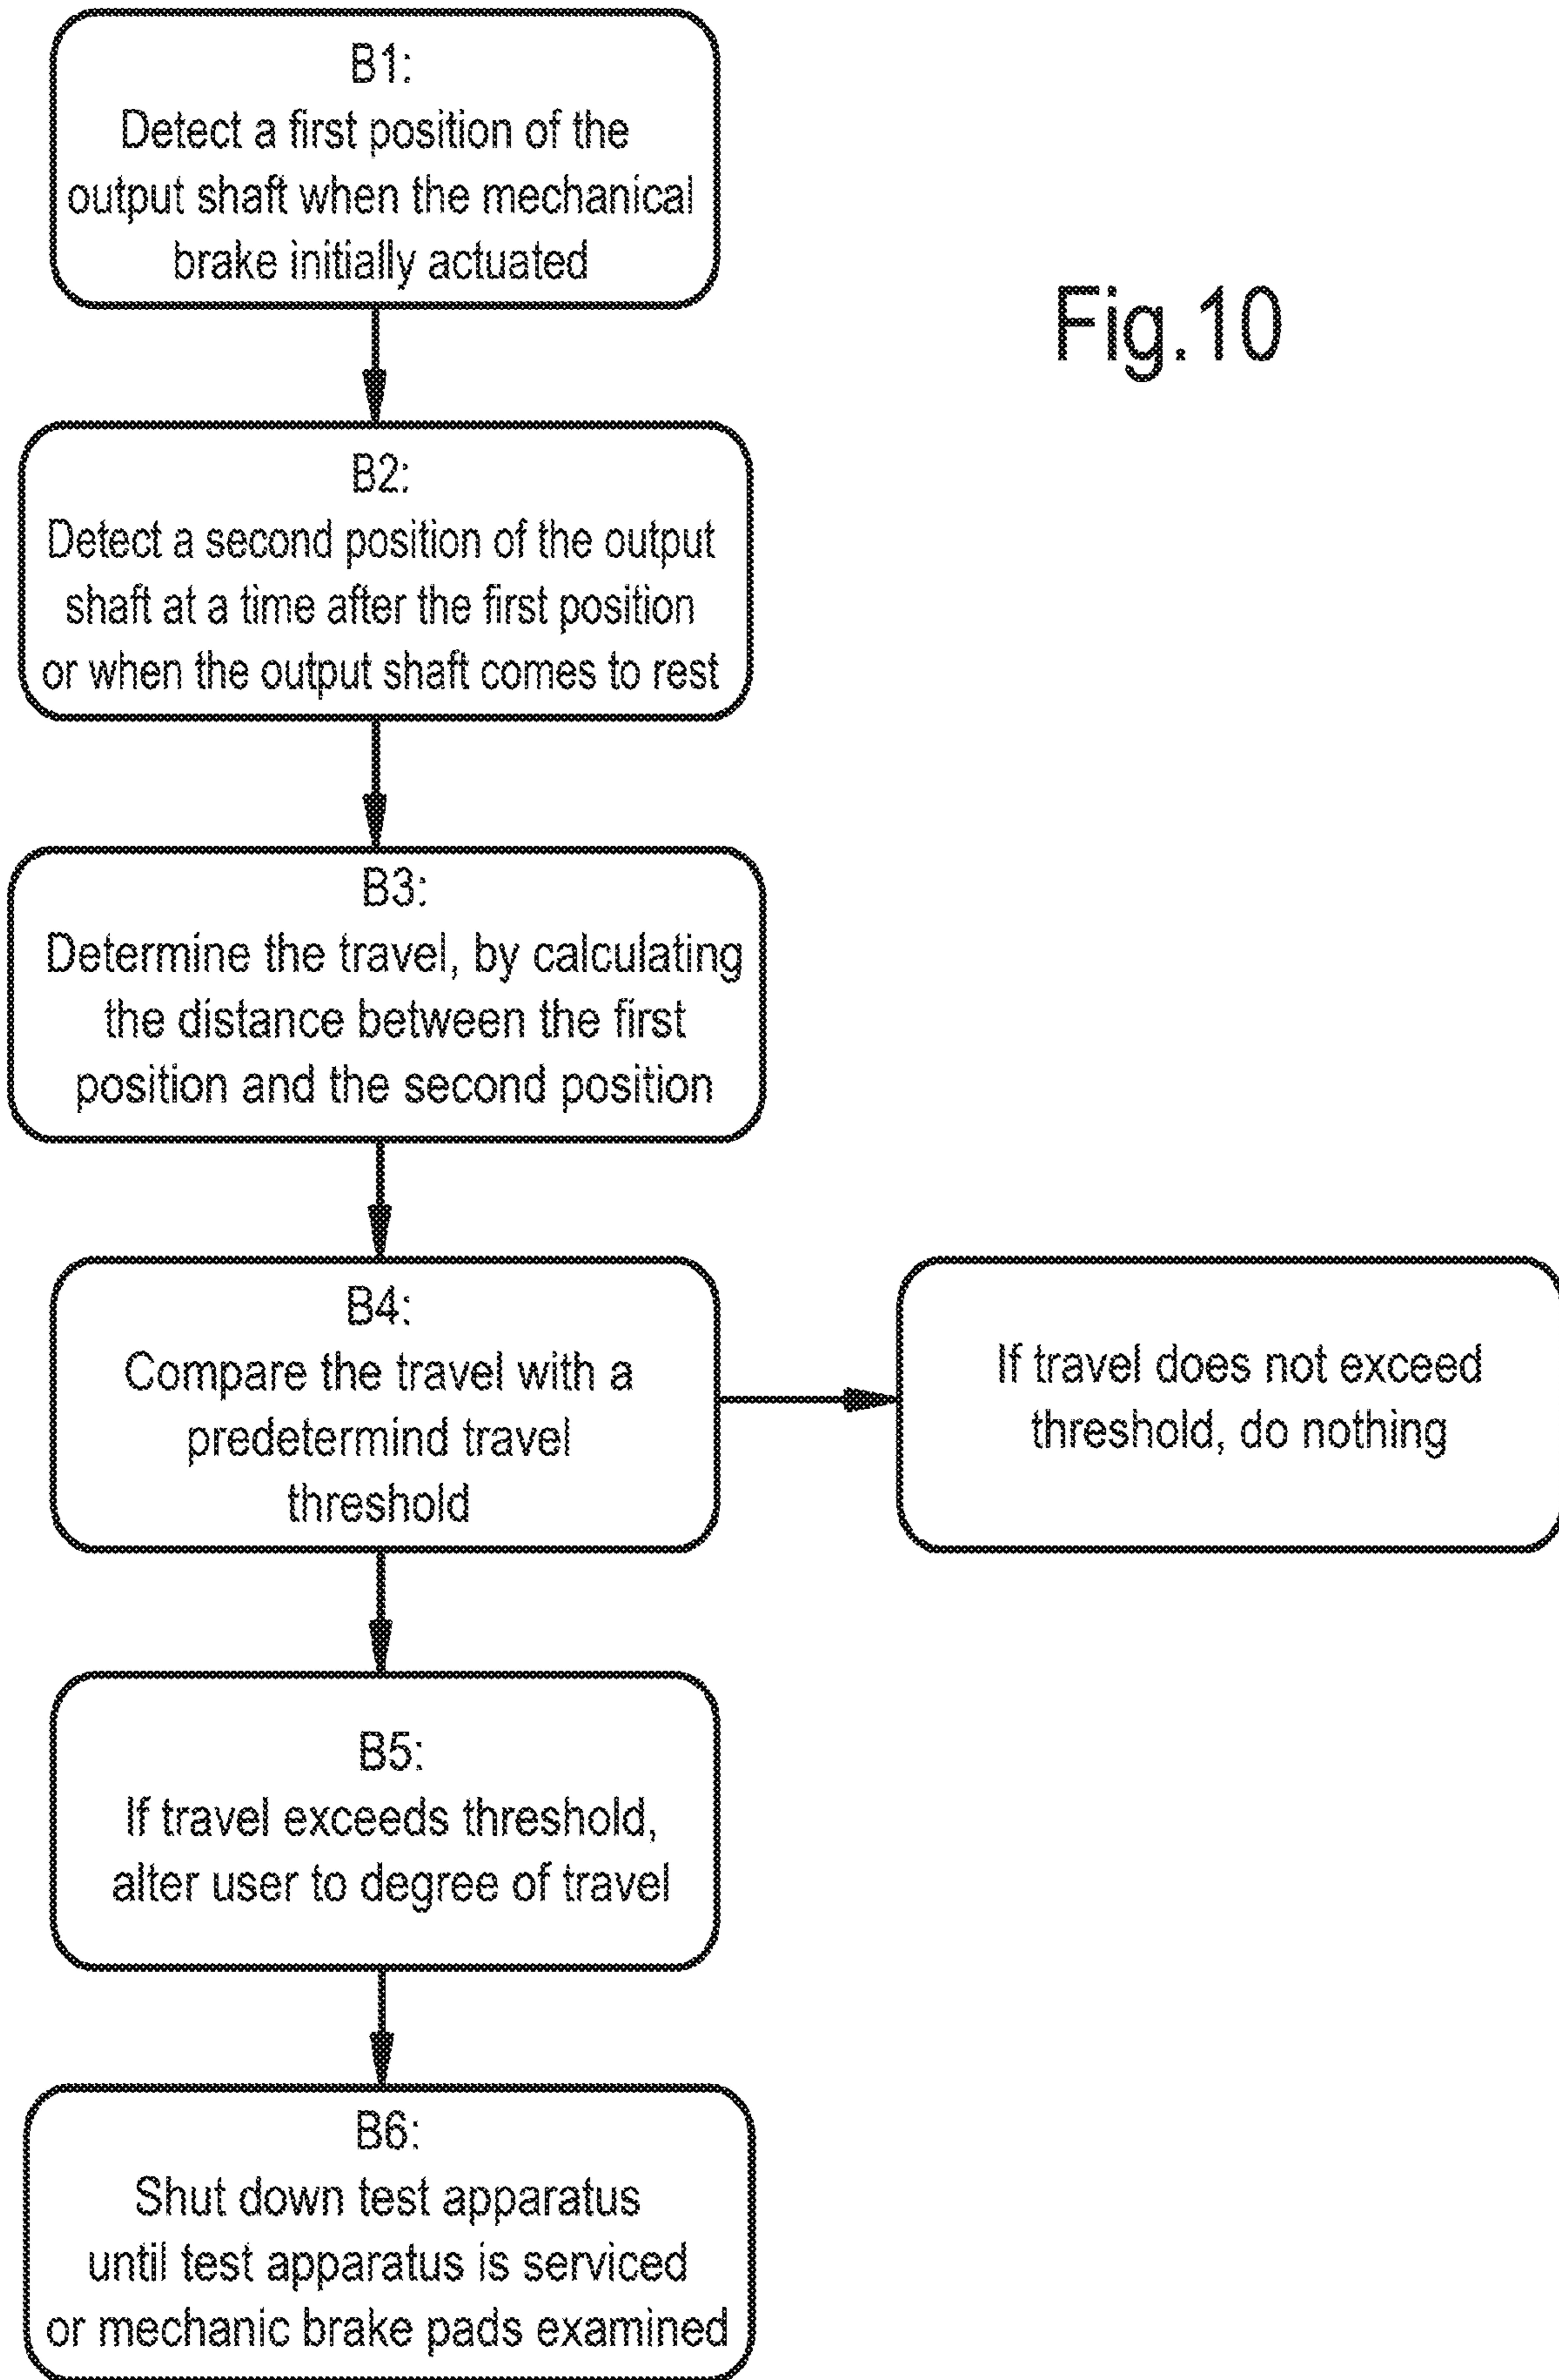 B1:
Detect a first position of the
output shaft when the mechanical
brake initially actuated
Fig.10
B2:
Detect a second position of the output
shaft at a time after the first position
or when the output shaft comes to rest
B3:
Determine the travel, by calculating
the distance between the first
position and the second position
B4:
Compare the travel with a
predetermind travel
threshold
If travel does not exceed
threshold, do nothing
B5:
If travel exceeds threshold,
alter user to degree of travel
B6:
Shut down test apparatus
until test apparatus is serviced
or mechanic brake pads examined